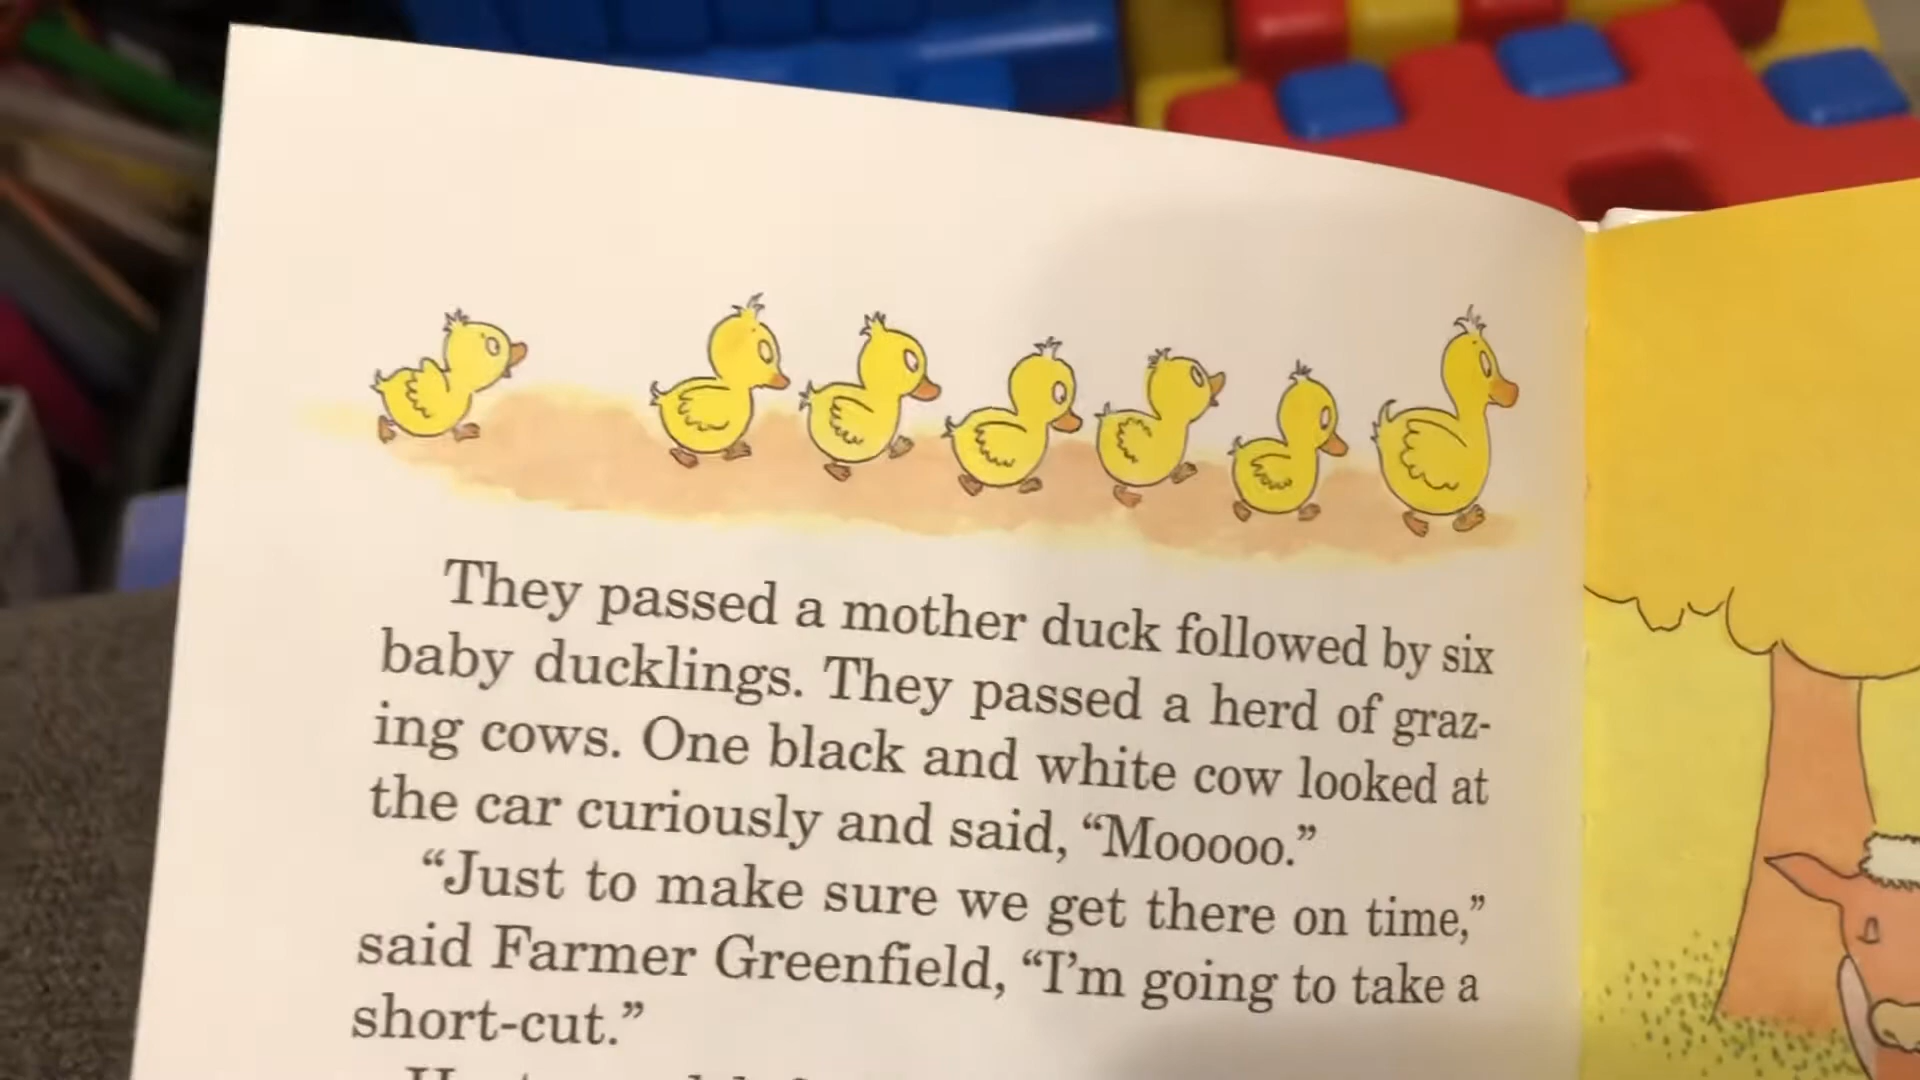 They passed a mother duck followed by six
baby ducklings. They passed a herd of graz-
ing cows. One black and white cow looked at
the car curiously and said, “Mooooo.”
“Just to make sure we get there on time,”
said Farmer Greenfield, “I’m going to take a
short-cut.”